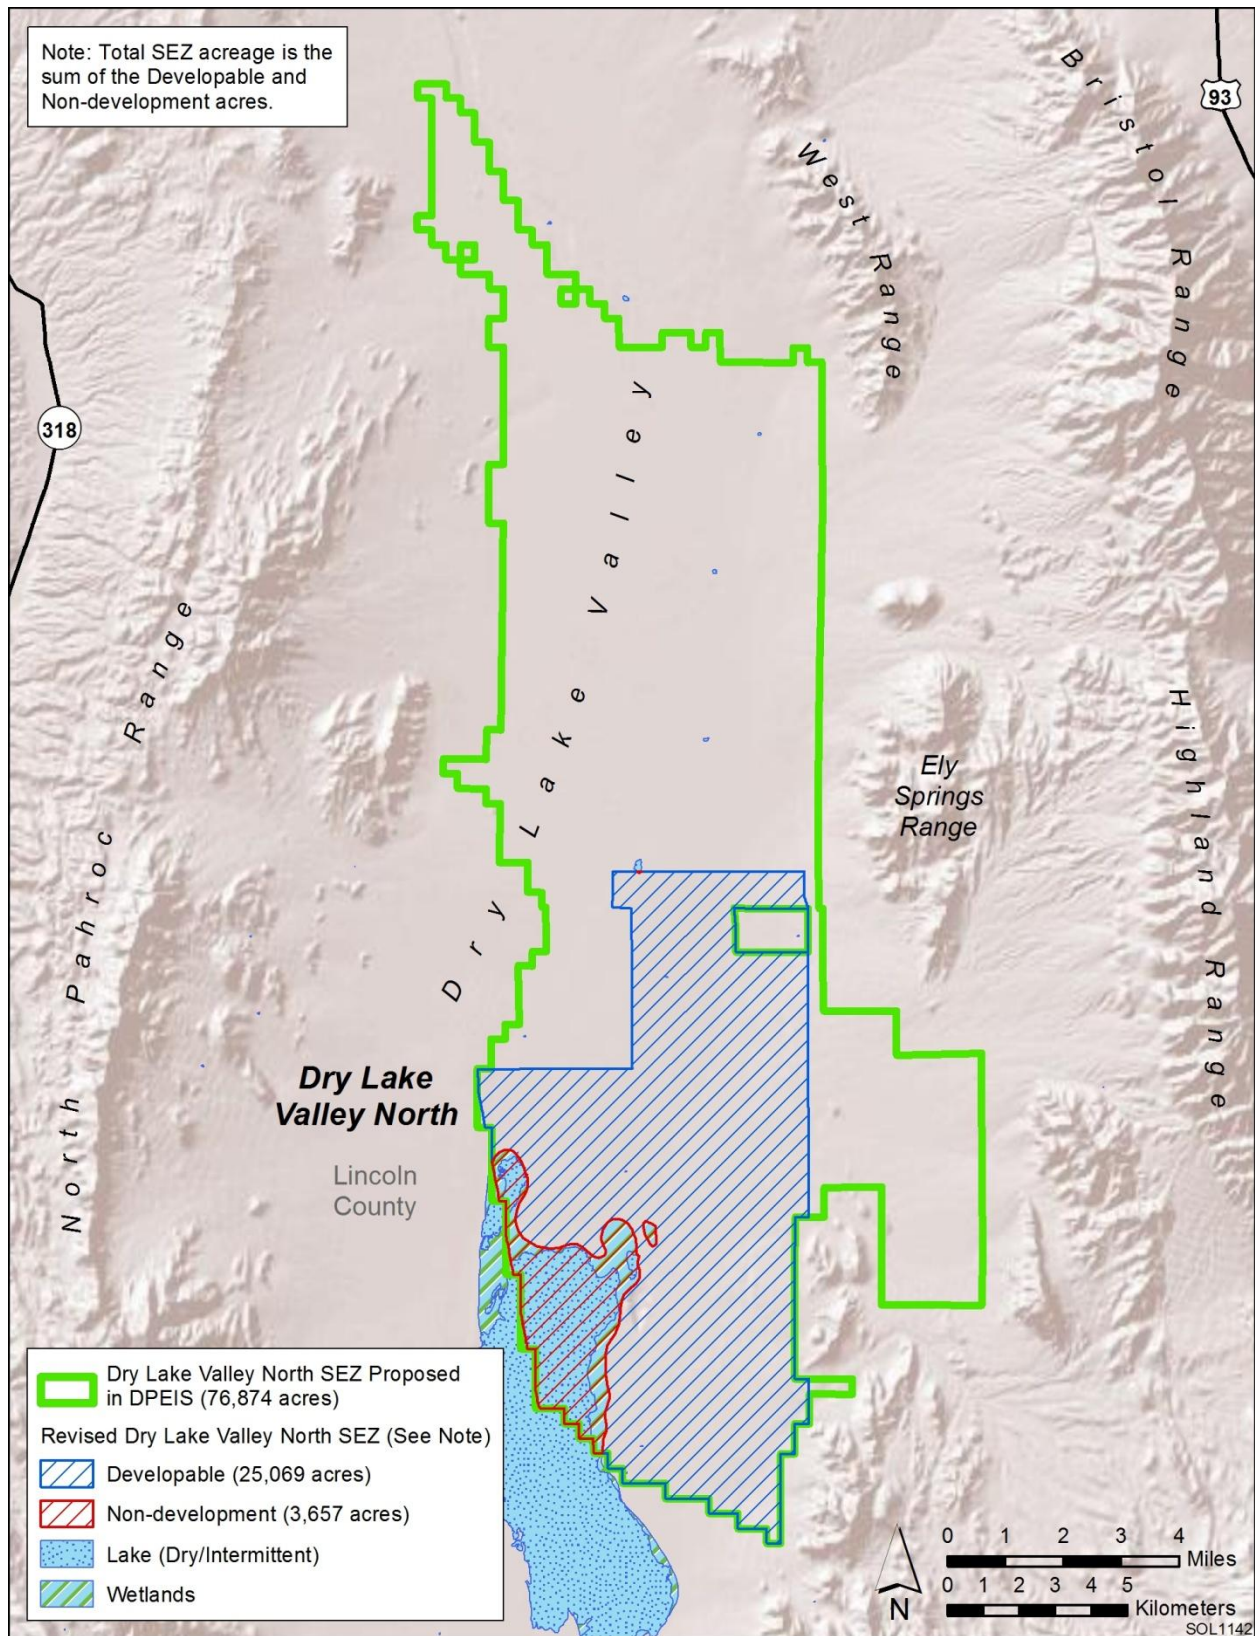 Note: Total SEZ acreage is the
sum of the Developable and
Non-development acres.
93
Bristol Range
West Range
318
Dry Lake Valley
North Pahroc Range
Ely
Springs
Range
Highland Range
Dry Lake
Valley North
Lincoln
County
Dry Lake Valley North SEZ Proposed
in DPEIS (76,874 acres)
Revised Dry Lake Valley North SEZ (See Note)
Developable (25,069 acres)
Non-development (3,657 acres)
Lake (Dry/Intermittent)
Wetlands
N
0 1 2 3 4
Miles
0 1 2 3 4 5
Kilometers
SOL1142